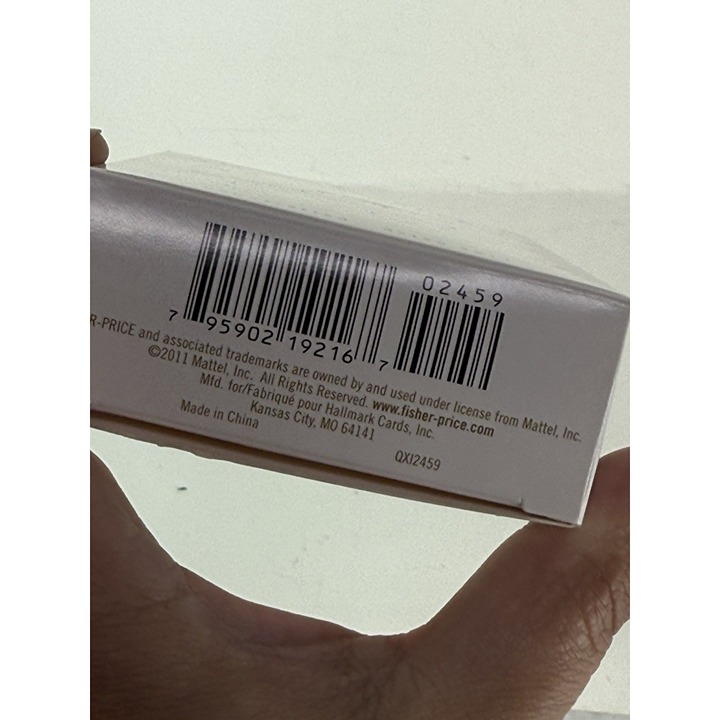 02459
7 95902 19216 7
R-PRICE and associated trademarks are owned by and used under license from Mattel, Inc.
©2011 Mattel, Inc. All Rights Reserved. www.fisher-price.com
Mfd. for/Fabriqué pour Hallmark Cards, Inc.
Kansas City, MO 64141
Made in China
QXI2459